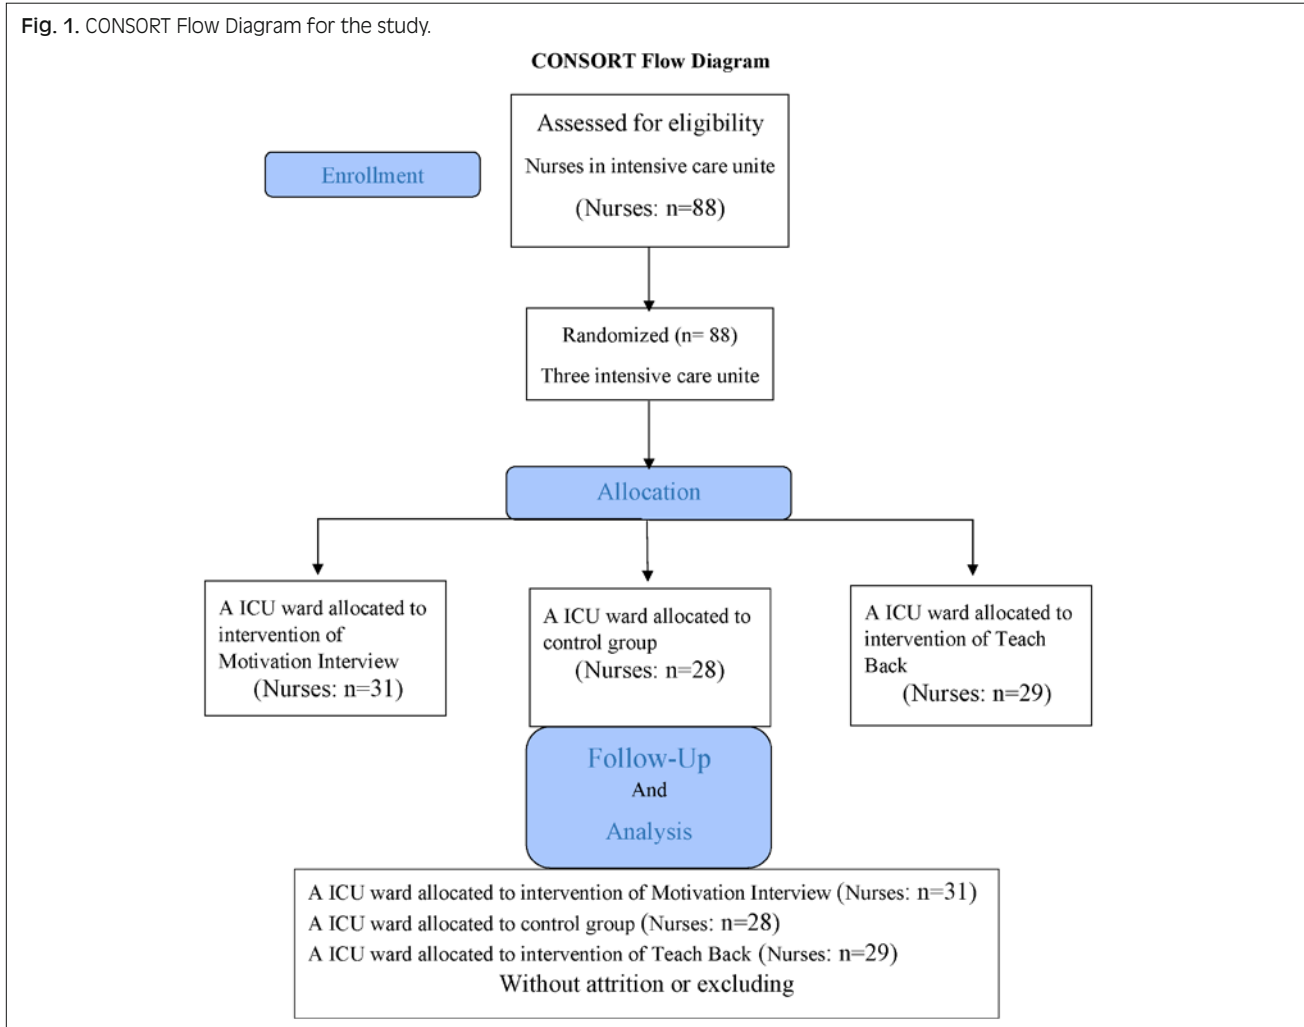 Fig. 1. CONSORT Flow Diagram for the study.
CONSORT Flow Diagram
Assessed for eligibility
Nurses in intensive care unite
(Nurses: n=88)
Enrollment
Randomized (n= 88)
Three intensive care unite
Allocation
A ICU ward allocated to
intervention of
Motivation Interview
(Nurses: n=31)
A ICU ward allocated to
control group
(Nurses: n=28)
A ICU ward allocated to
intervention of Teach
Back
(Nurses: n=29)
Follow-Up
And
Analysis
A ICU ward allocated to intervention of Motivation Interview (Nurses: n=31)
A ICU ward allocated to control group (Nurses: n=28)
A ICU ward allocated to intervention of Teach Back (Nurses: n=29)
Without attrition or excluding